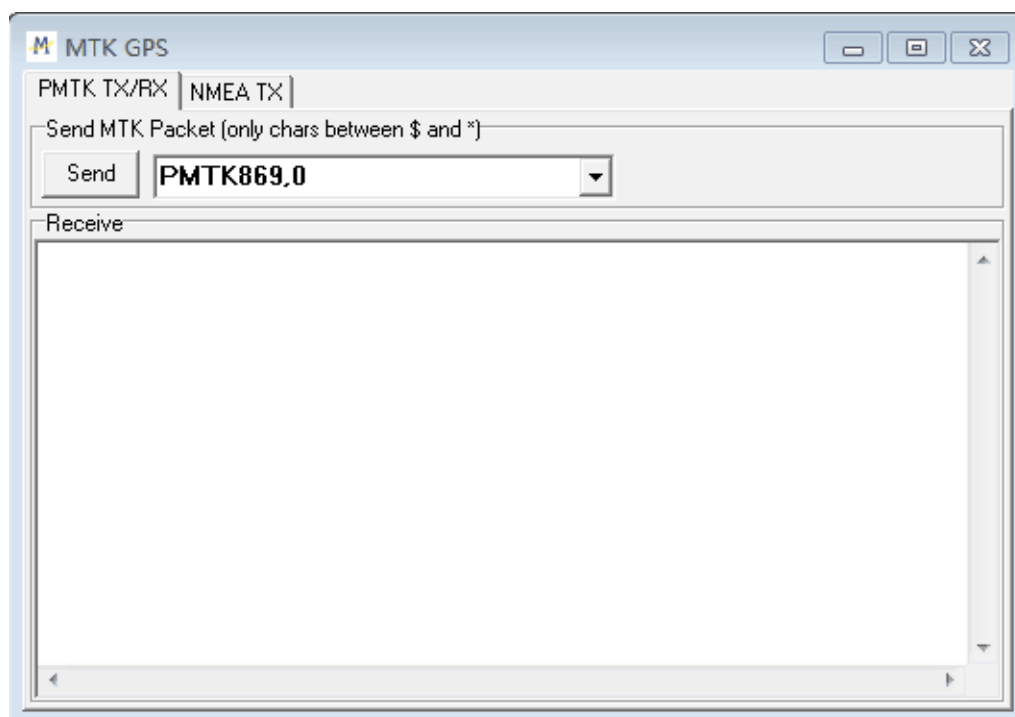 MTK GPS
PMTK TX/RX NMEA TX
Send MTK Packet (only chars between $ and *)
Send PMTK869,0
Receive